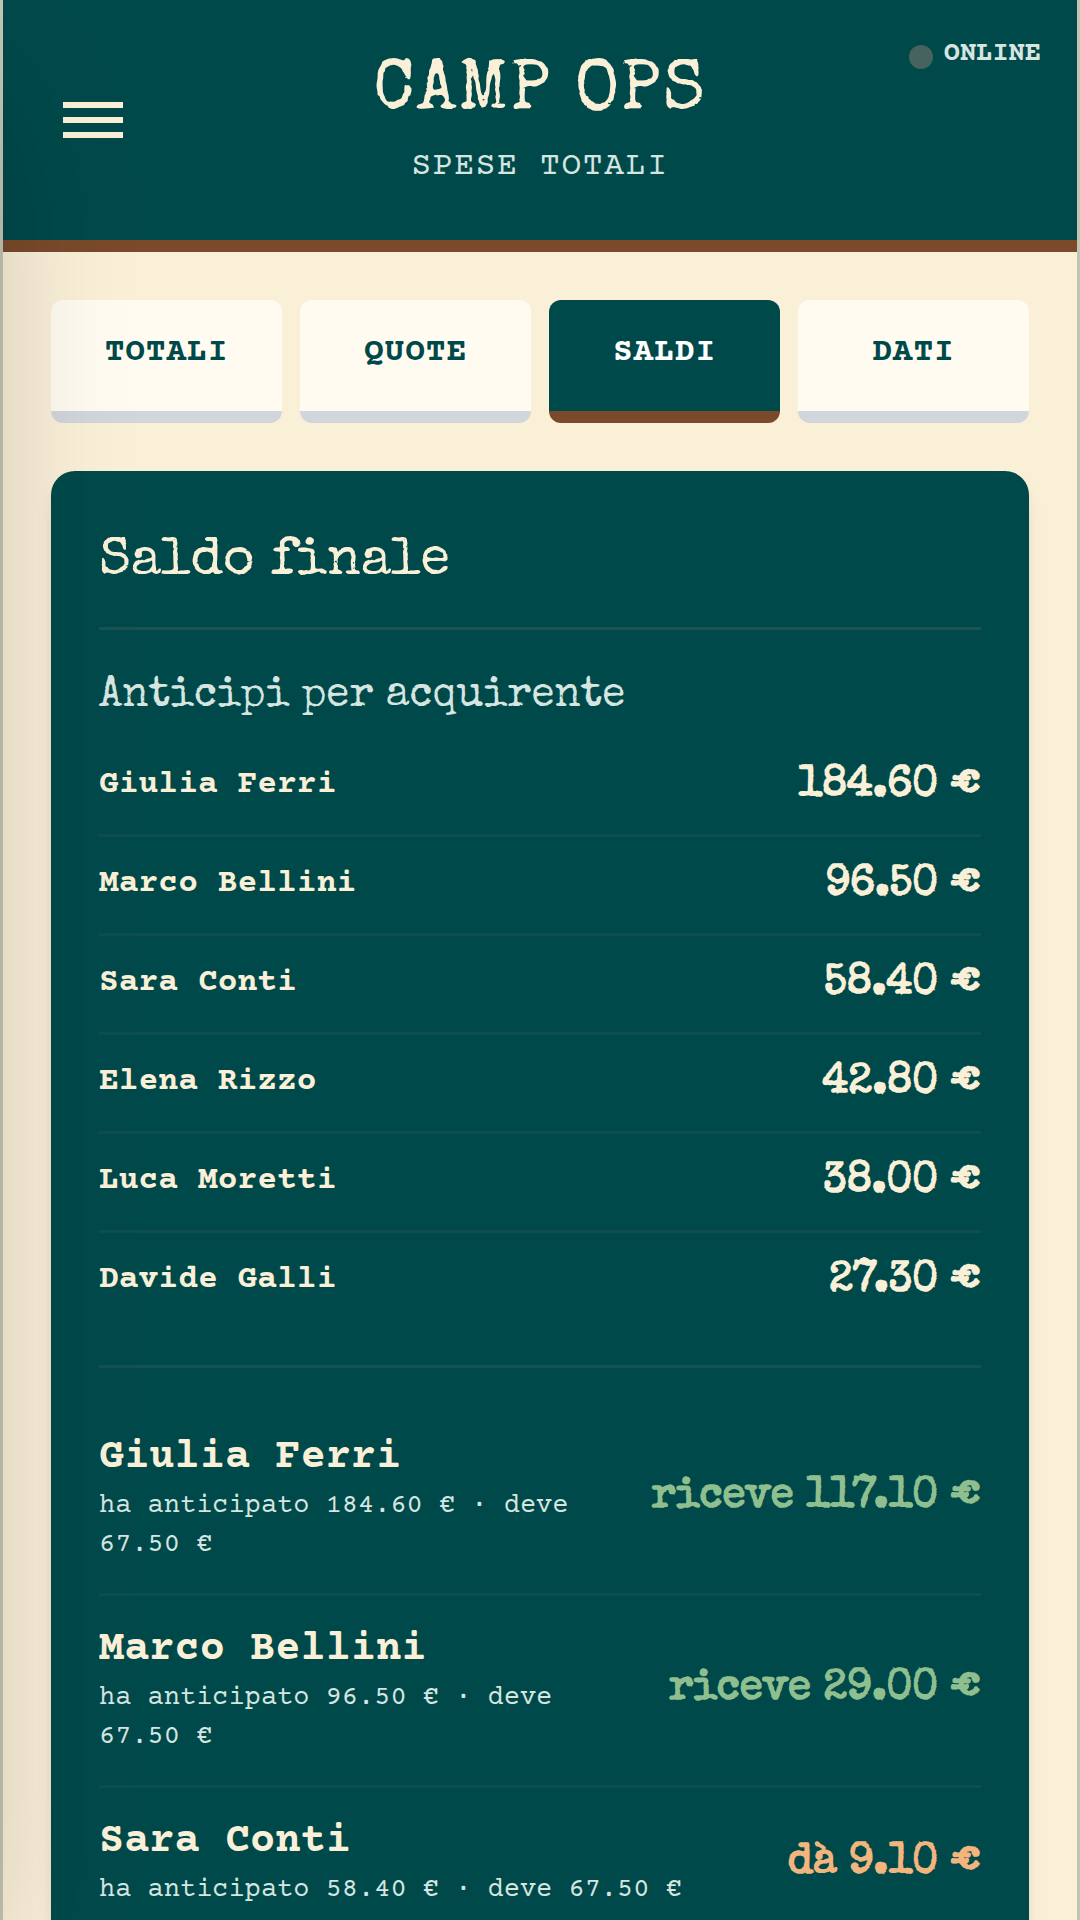 CAMP OPS
ONLINE
SPESE TOTALI
TOTALI
QUOTE
SALDI
DATI
Saldo finale
Anticipi per acquirente
Giulia Ferri
184.60 €
Marco Bellini
96.50 €
Sara Conti
58.40 €
Elena Rizzo
42.80 €
Luca Moretti
38.00 €
Davide Galli
27.30 €
Giulia Ferri
ha anticipato 184.60 € · deve
67.50 €
riceve 117.10 €
Marco Bellini
ha anticipato 96.50 € · deve
67.50 €
riceve 29.00 €
Sara Conti
ha anticipato 58.40 € · deve 67.50 €
dà 9.10 €